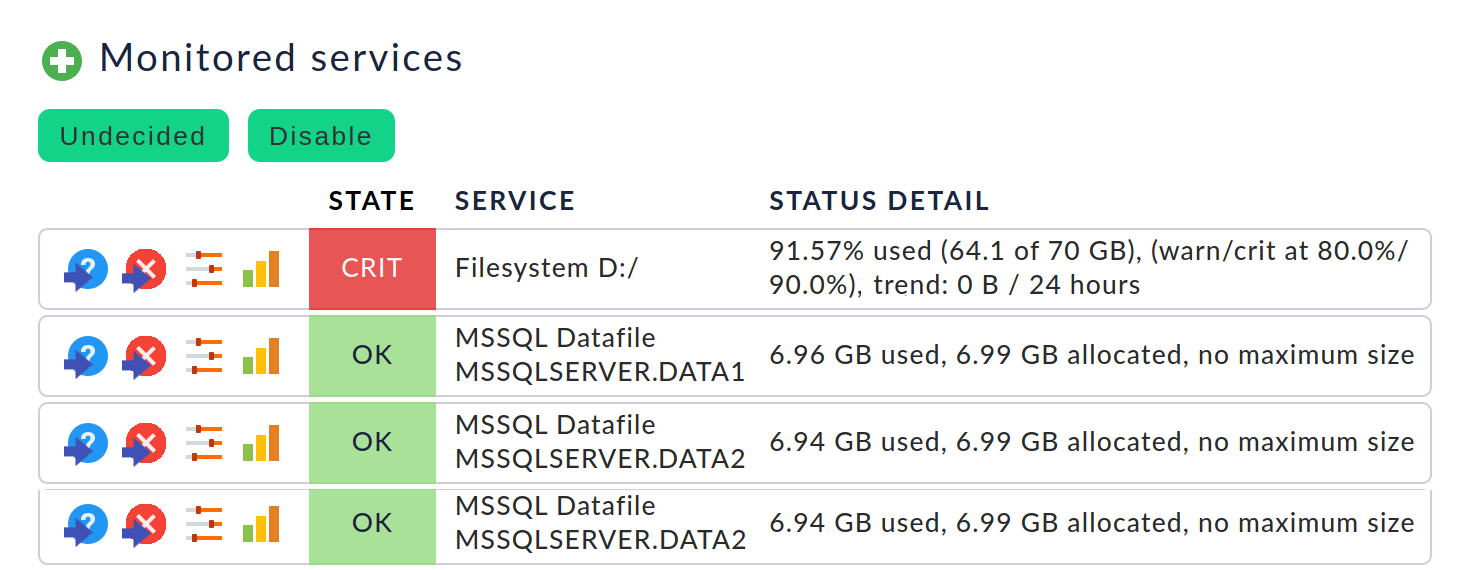 Monitored services
Undecided Disable
STATE SERVICE STATUS DETAIL
CRIT Filesystem D:/ 91.57% used (64.1 of 70 GB), (warn/crit at 80.0%/
90.0%), trend: 0 B / 24 hours
OK MSSQL Datafile
MSSQLSERVER.DATA1 6.96 GB used, 6.99 GB allocated, no maximum size
OK MSSQL Datafile
MSSQLSERVER.DATA2 6.94 GB used, 6.99 GB allocated, no maximum size
OK MSSQL Datafile
MSSQLSERVER.DATA2 6.94 GB used, 6.99 GB allocated, no maximum size